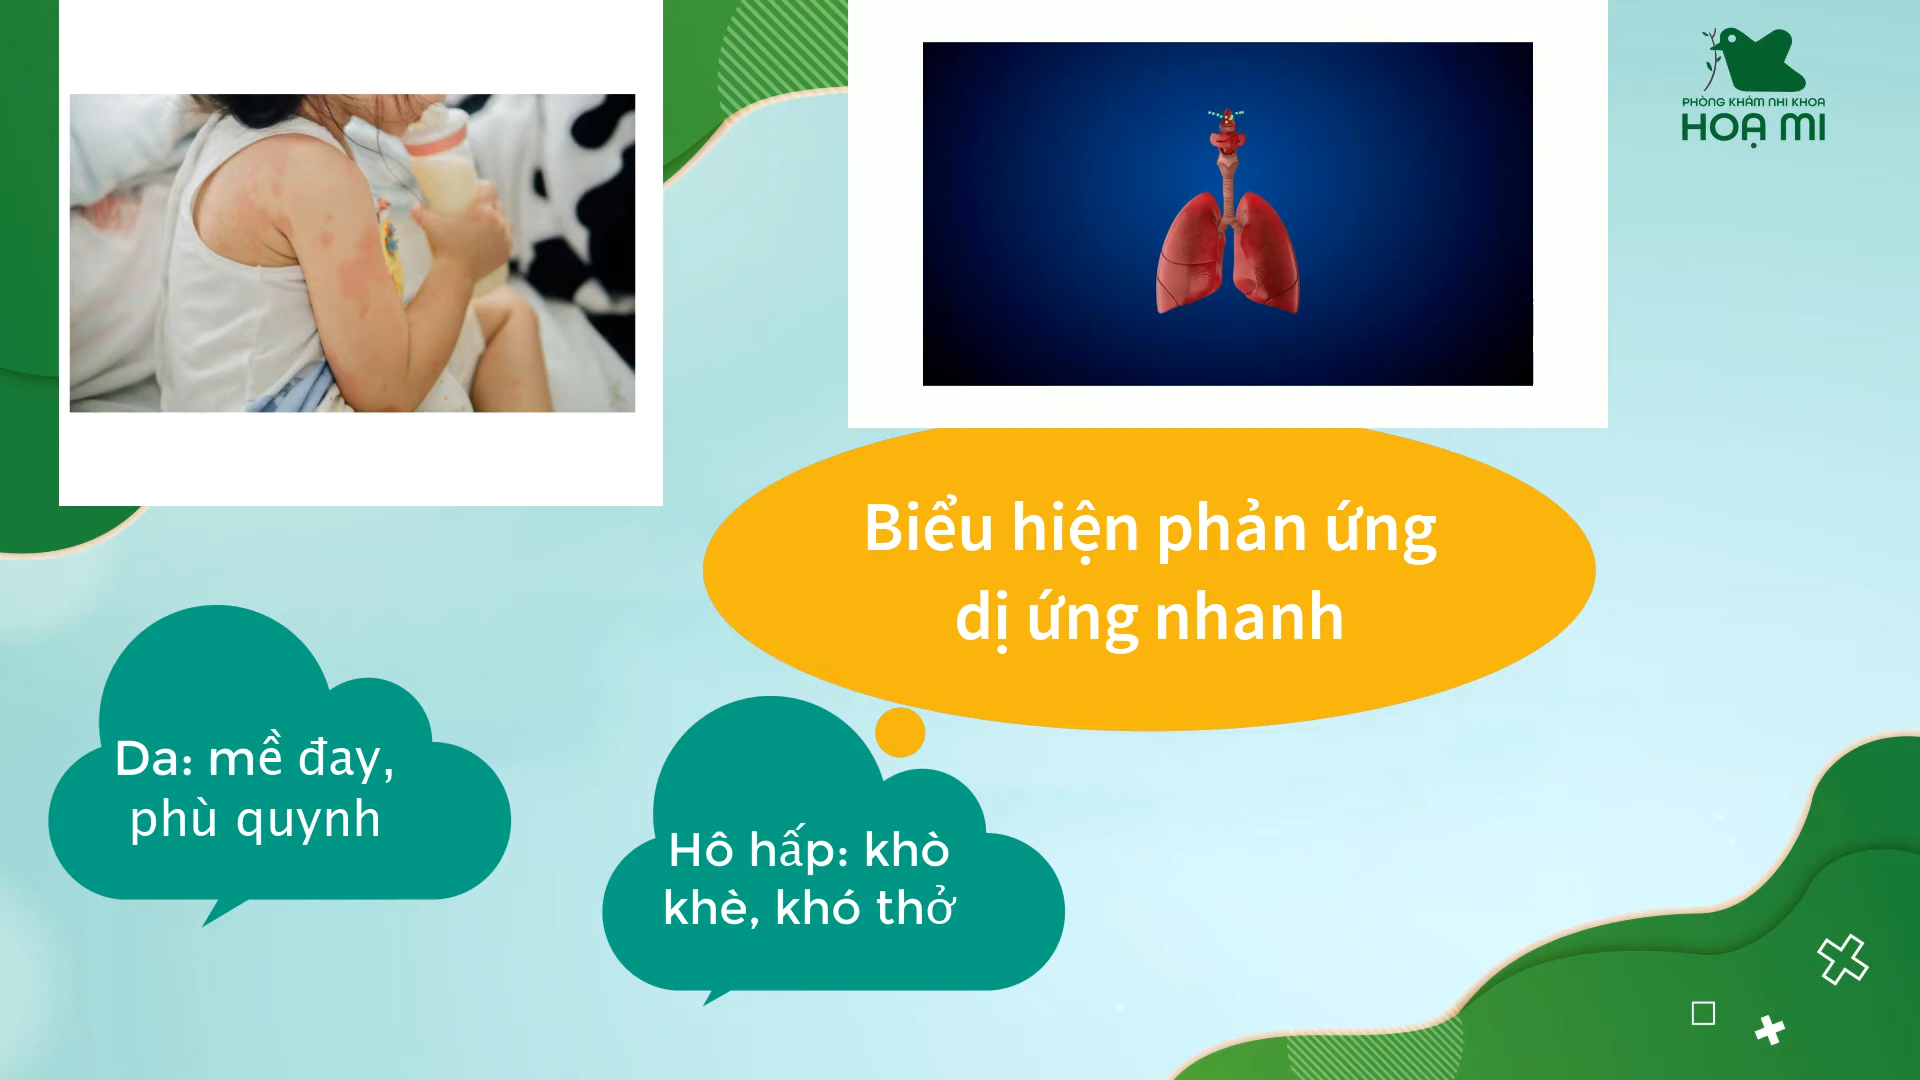 PHÒNG KHÁM NHI KHOA
HOẠ MI
Biểu hiện phản ứng
dị ứng nhanh
Da: mề đay,
phù quynh
Hô hấp: khò
khè, khó thở